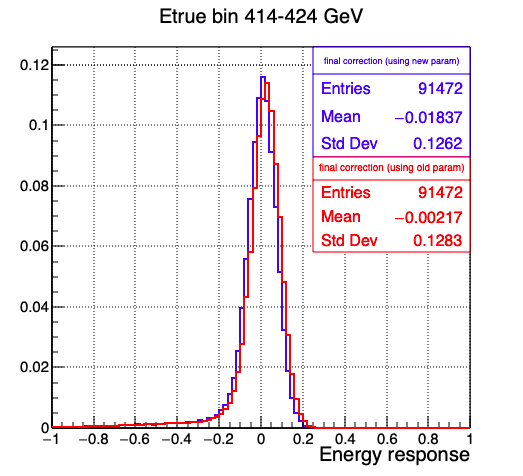 Etrue bin 414-424 GeV
final correction (using new param)
Entries 91472
Mean −0.01837
Std Dev 0.1262
final correction (using old param)
Entries 91472
Mean −0.00217
Std Dev 0.1283
0.12
0.1
0.08
0.06
0.04
0.02
0
−1 −0.8 −0.6 −0.4 −0.2 0 0.2 0.4 0.6 0.8 1
Energy response